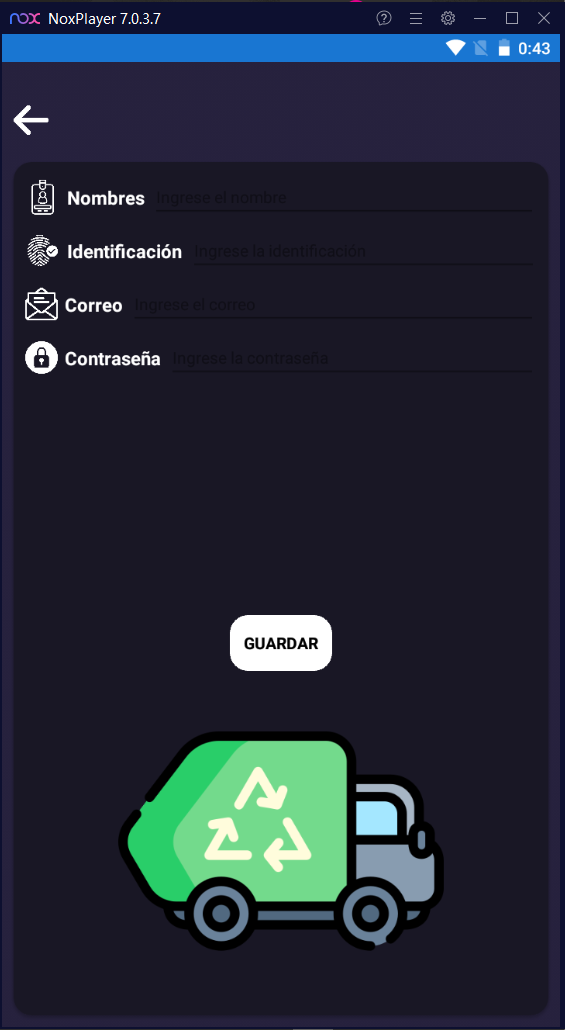 nox NoxPlayer 7.0.3.7
0:43
Nombres Ingrese el nombre
Identificación Ingrese la identificación
Correo Ingrese el correo
Contraseña Ingrese la contraseña
GUARDAR